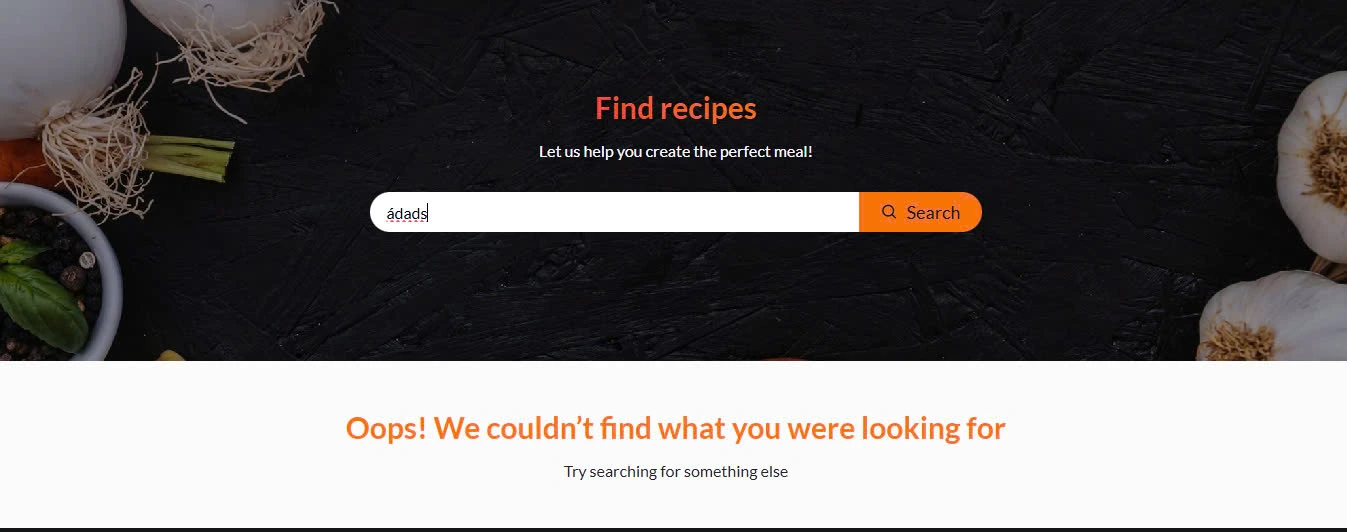 Find recipes
Let us help you create the perfect meal!
ádads
Search
Oops! We couldn’t find what you were looking for
Try searching for something else